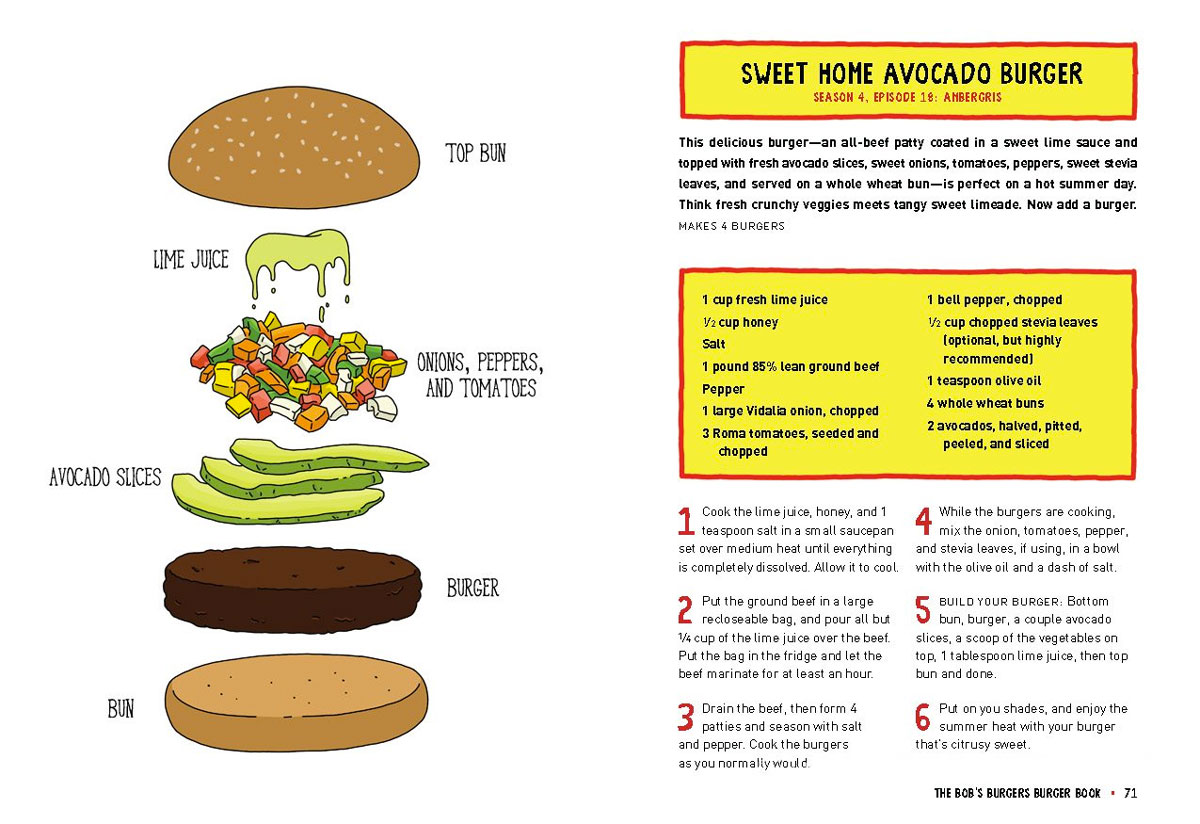 TOP BUN
LIME JUICE
ONIONS, PEPPERS,
AND TOMATOES
AVOCADO SLICES
BURGER
BUN
SWEET HOME AVOCADO BURGER
SEASON 4, EPISODE 18: AMBERGRIS
This delicious burger—an all-beef patty coated in a sweet lime sauce and
topped with fresh avocado slices, sweet onions, tomatoes, peppers, sweet stevia
leaves, and served on a whole wheat bun—is perfect on a hot summer day.
Think fresh crunchy veggies meets tangy sweet limeade. Now add a burger.
MAKES 4 BURGERS
1 cup fresh lime juice
½ cup honey
Salt
1 pound 85% lean ground beef
Pepper
1 large Vidalia onion, chopped
3 Roma tomatoes, seeded and
chopped
1 bell pepper, chopped
½ cup chopped stevia leaves
(optional, but highly
recommended)
1 teaspoon olive oil
4 whole wheat buns
2 avocados, halved, pitted,
peeled, and sliced
1 Cook the lime juice, honey, and 1
teaspoon salt in a small saucepan
set over medium heat until everything
is completely dissolved. Allow it to cool.
2 Put the ground beef in a large
recloseable bag, and pour all but
¼ cup of the lime juice over the beef.
Put the bag in the fridge and let the
beef marinate for at least an hour.
3 Drain the beef, then form 4
patties and season with salt
and pepper. Cook the burgers
as you normally would.
4 While the burgers are cooking,
mix the onion, tomatoes, pepper,
and stevia leaves, if using, in a bowl
with the olive oil and a dash of salt.
5 BUILD YOUR BURGER: Bottom
bun, burger, a couple avocado
slices, a scoop of the vegetables on
top, 1 tablespoon lime juice, then top
bun and done.
6 Put on you shades, and enjoy the
summer heat with your burger
that's citrusy sweet.
THE BOB'S BURGERS BURGER BOOK • 71